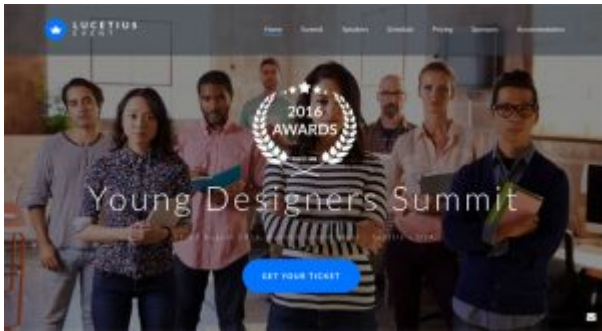 LUCETIUS
EVENT
Home Summit Speakers Schedule Pricing Sponsors Accommodation
2016
AWARDS
Young Designers Summit
GET YOUR TICKET